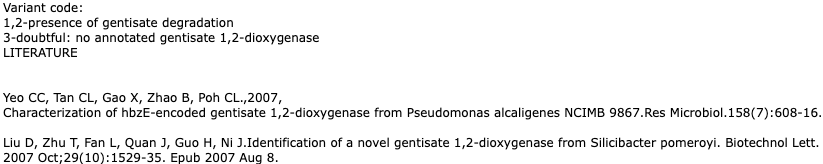 Variant code:
1,2-presence of gentisate degradation
3-doubtful: no annotated gentisate 1,2-dioxygenase
LITERATURE
Yeo CC, Tan CL, Gao X, Zhao B, Poh CL.,2007,
Characterization of hbzE-encoded gentisate 1,2-dioxygenase from Pseudomonas alcaligenes NCIMB 9867.Res Microbiol.158(7):608-16.
Liu D, Zhu T, Fan L, Quan J, Guo H, Ni J.Identification of a novel gentisate 1,2-dioxygenase from Silicibacter pomeroyi. Biotechnol Lett.
2007 Oct;29(10):1529-35. Epub 2007 Aug 8.